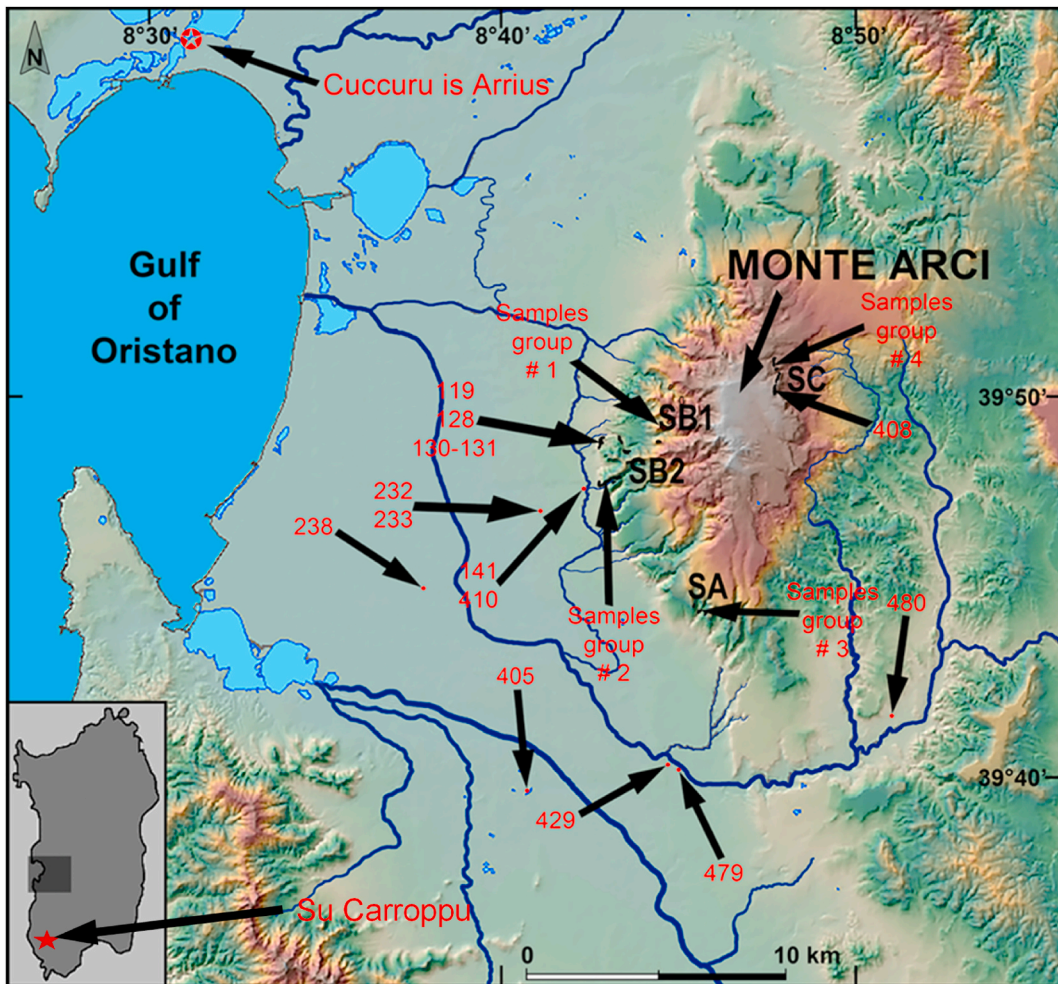 8°30'
8°40'
8°50'
N
Cuccuru is Arrius
Gulf
of
Oristano
MONTE ARCI
Samples
group
# 1
Samples
group
# 4
SC
39°50'
119
128
130-131
SB1
408
SB2
232
233
238
141
410
SA
Samples
group
# 2
Samples
group
# 3
480
405
39°40'
429
479
Su Carroppu
0
10 km